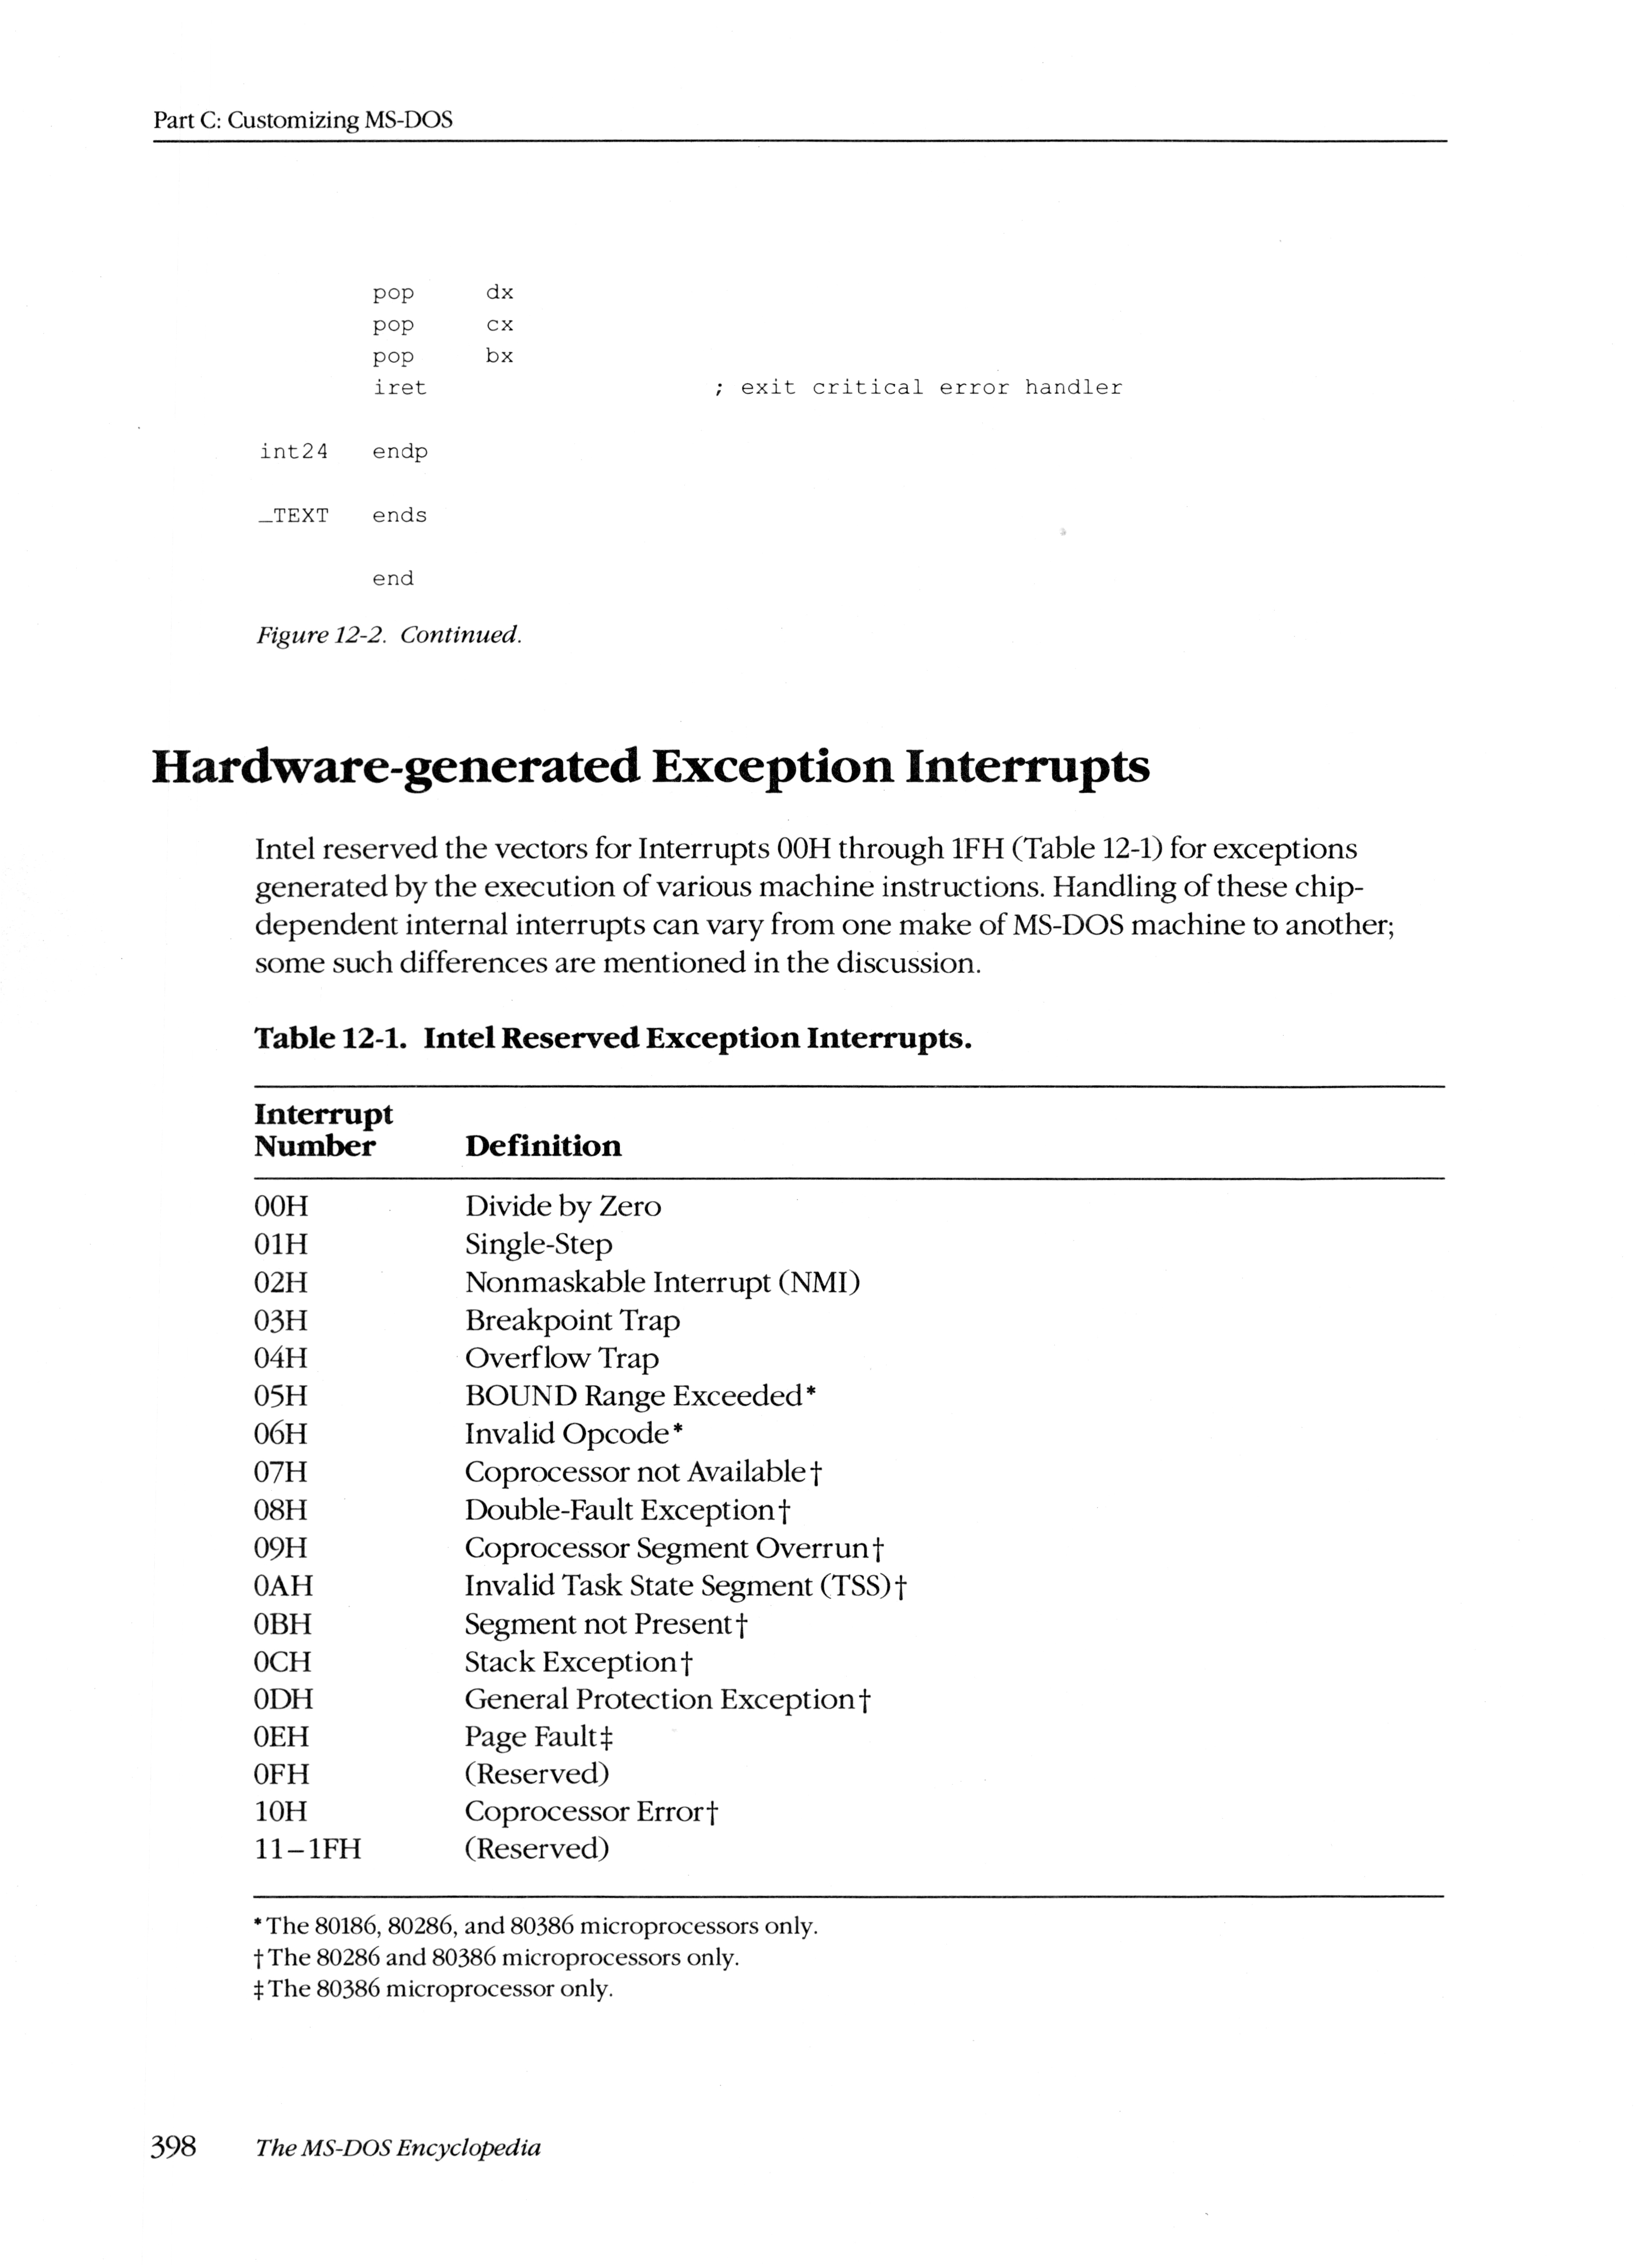 Part C: Customizing MS-DOS
pop dx
pop cx
pop bx
iret ; exit critical error handler
int24 endp
_TEXT ends
end
Figure 12-2. Continued.
Hardware-generated Exception Interrupts
Intel reserved the vectors for Interrupts 00H through 1FH (Table 12-1) for exceptions
generated by the execution of various machine instructions. Handling of these chip-
dependent internal interrupts can vary from one make of MS-DOS machine to another;
some such differences are mentioned in the discussion.
Table 12-1. Intel Reserved Exception Interrupts.
Interrupt
Number Definition
00H Divide by Zero
01H Single-Step
02H Nonmaskable Interrupt (NMI)
03H Breakpoint Trap
04H Overflow Trap
05H BOUND Range Exceeded*
06H Invalid Opcode*
07H Coprocessor not Available†
08H Double-Fault Exception†
09H Coprocessor Segment Overrun†
0AH Invalid Task State Segment (TSS)†
0BH Segment not Present†
0CH Stack Exception†
0DH General Protection Exception†
0EH Page Fault‡
0FH (Reserved)
10H Coprocessor Error†
11–1FH (Reserved)
*The 80186, 80286, and 80386 microprocessors only.
†The 80286 and 80386 microprocessors only.
‡The 80386 microprocessor only.
398 The MS-DOS Encyclopedia